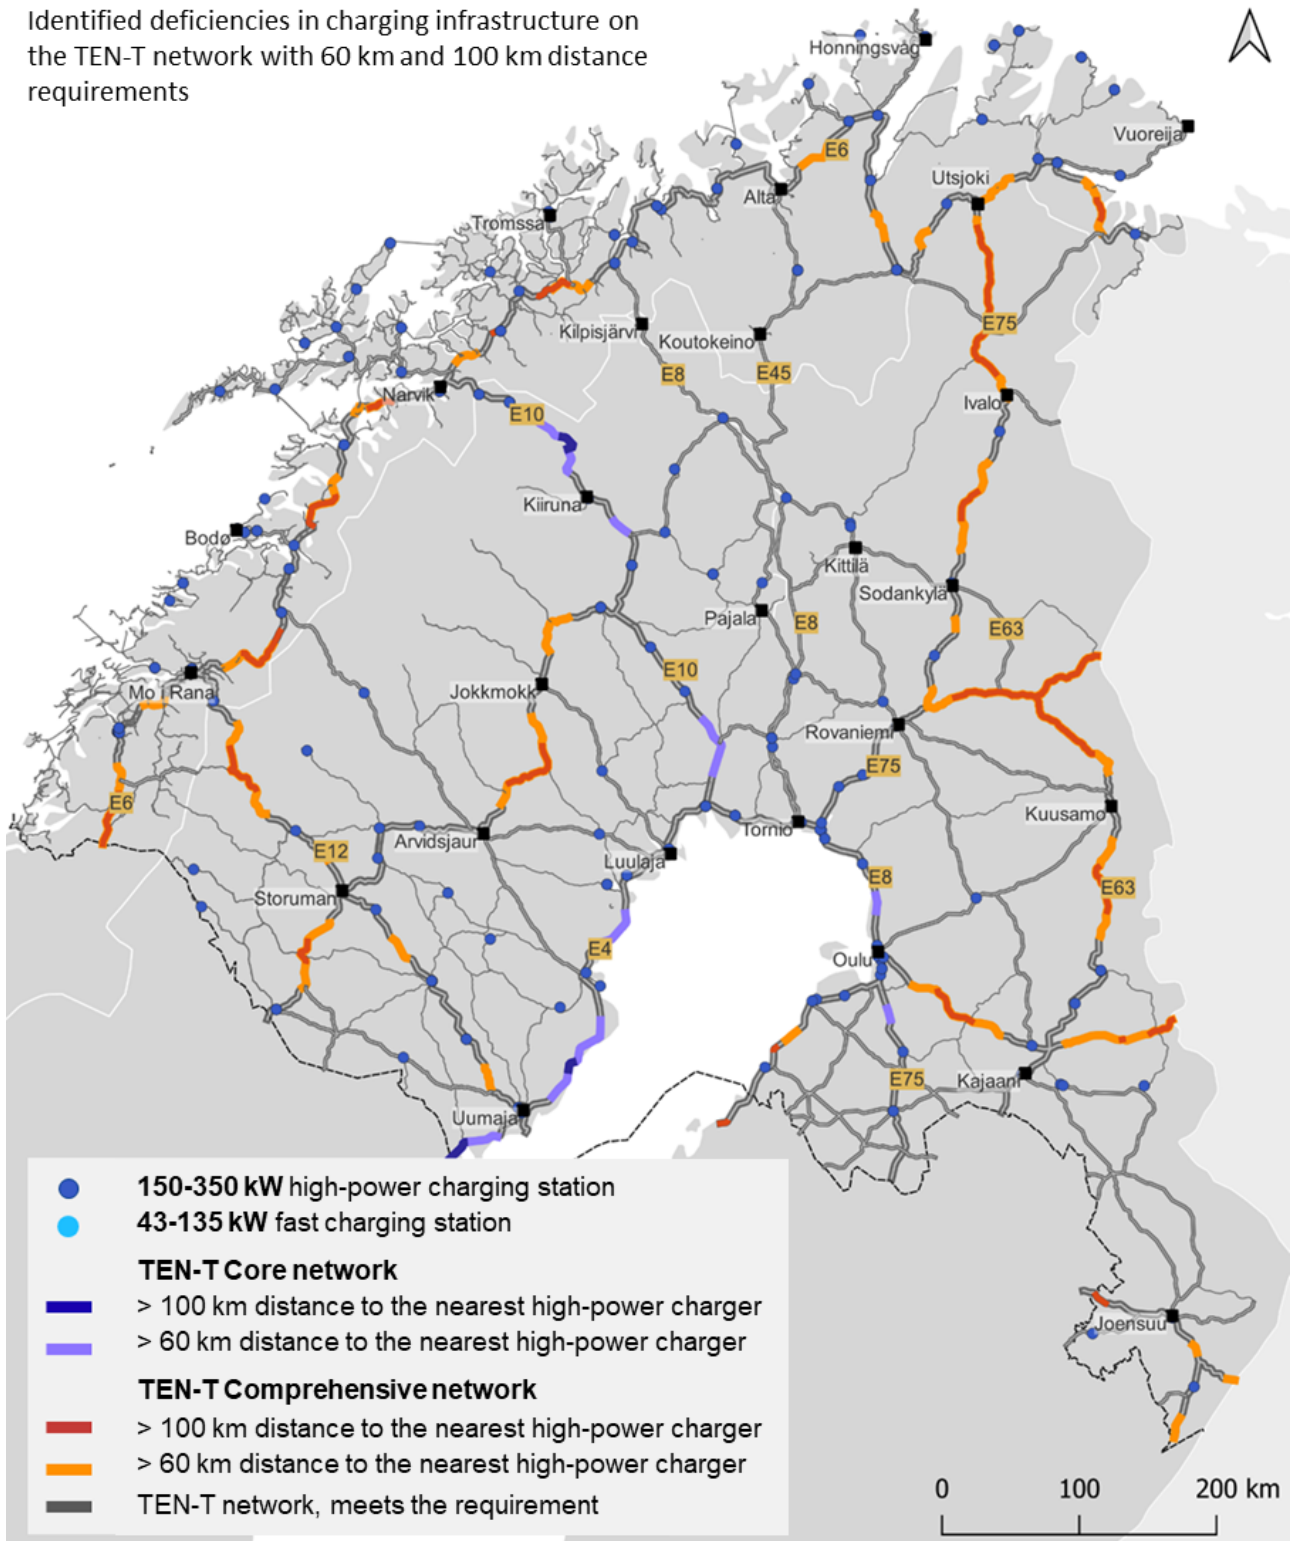 Identified deficiencies in charging infrastructure on
the TEN-T network with 60 km and 100 km distance
requirements
Honningsvåg
Vuoreija
E6
Utsjoki
Alta
Tromssa
E75
Kilpisjärvi
Koutokeino
E8
E45
Narvik
Ivalo
E10
Kiiruna
Bodø
Kittilä
Sodankylä
Pajala
E8
E63
E10
Jokkmokk
Mo i Rana
Rovaniemi
E75
E6
Kuusamo
Tornio
Arvidsjaur
E12
Luulaja
E8
E63
Storuman
E4
Oulu
E75
Kajaani
Uumaja
150-350 kW high-power charging station
43-135 kW fast charging station
TEN-T Core network
> 100 km distance to the nearest high-power charger
> 60 km distance to the nearest high-power charger
Joensuu
TEN-T Comprehensive network
> 100 km distance to the nearest high-power charger
> 60 km distance to the nearest high-power charger
TEN-T network, meets the requirement
0 100 200 km